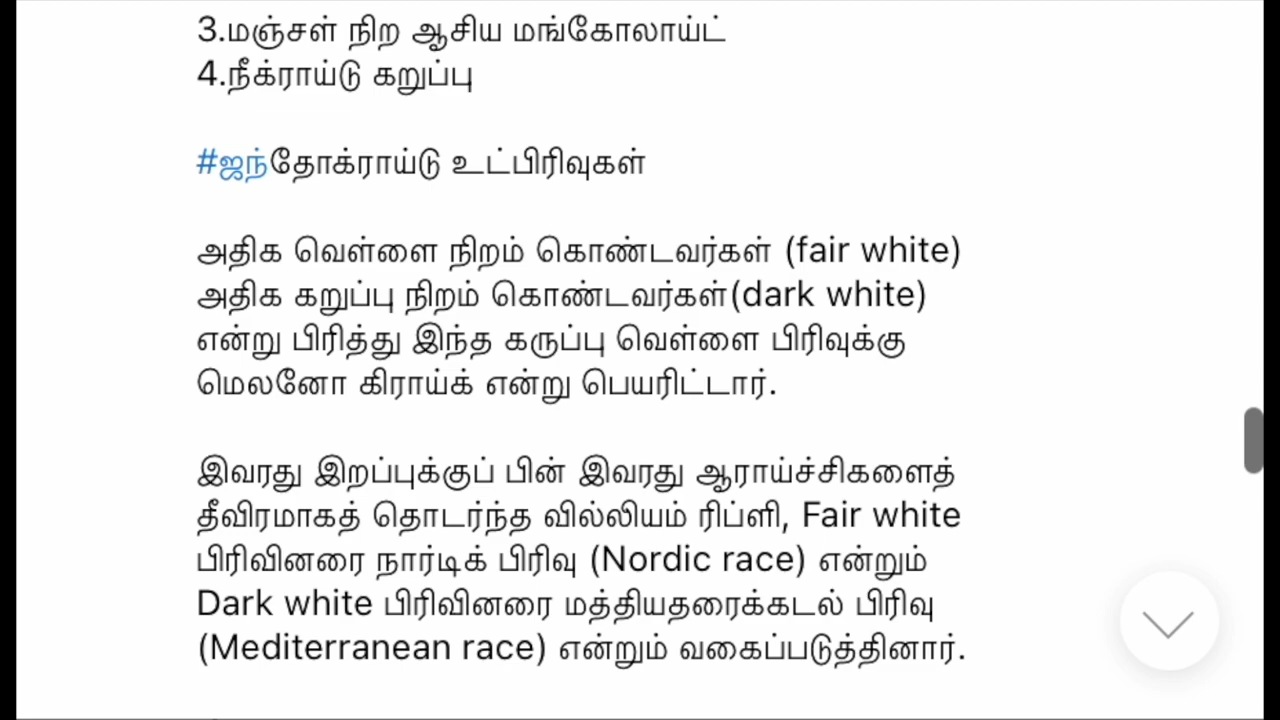 3.மஞ்சள் நிற ஆசிய மங்கோலாய்ட்
4.நீக்ராய்டு கறுப்பு
#ஜந்தோக்ராய்டு உட்பிரிவுகள்
அதிக வெள்ளை நிறம் கொண்டவர்கள் (fair white)
அதிக கறுப்பு நிறம் கொண்டவர்கள்(dark white)
என்று பிரித்து இந்த கருப்பு வெள்ளை பிரிவுக்கு
மெலனோ கிராய்க் என்று பெயரிட்டார்.
இவரது இறப்புக்குப் பின் இவரது ஆராய்ச்சிகளைத்
தீவிரமாகத் தொடர்ந்த வில்லியம் ரிப்ளி, Fair white
பிரிவினரை நார்டிக் பிரிவு (Nordic race) என்றும்
Dark white பிரிவினரை மத்தியதரைக்கடல் பிரிவு
(Mediterranean race) என்றும் வகைப்படுத்தினார்.